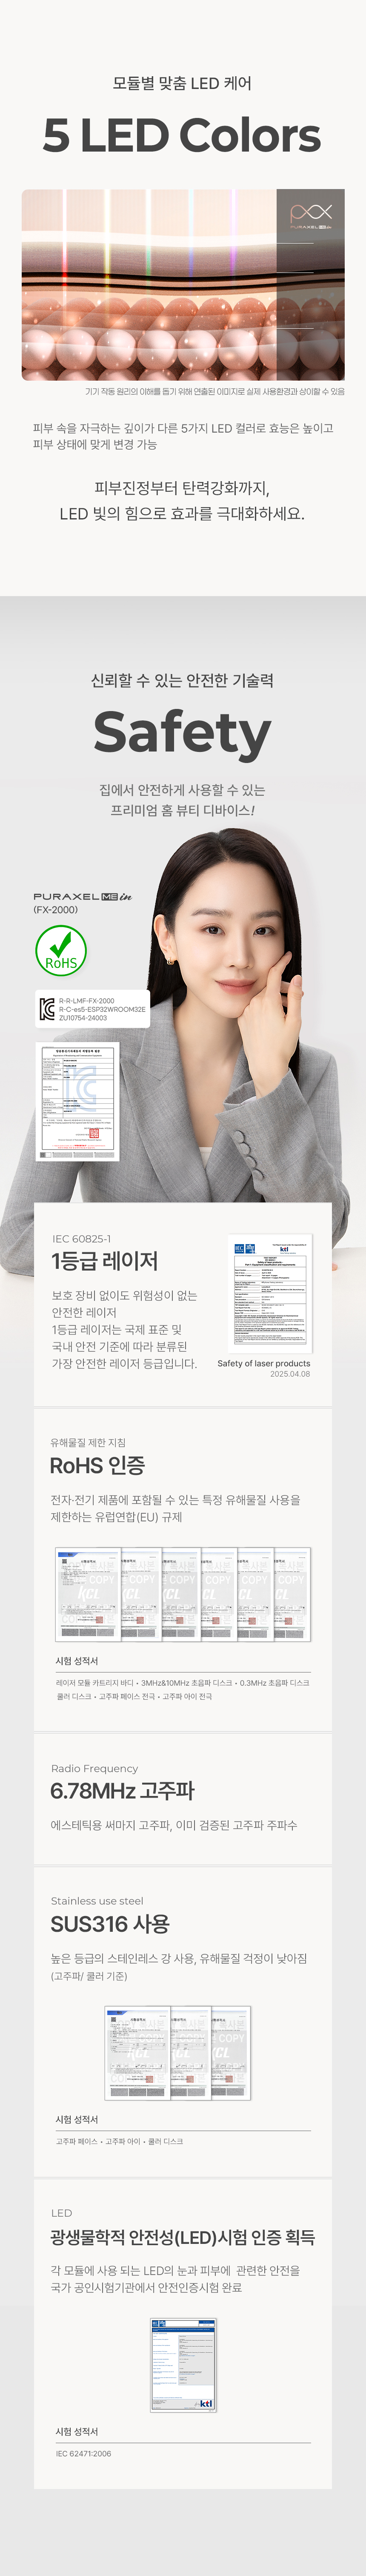 모듈별 맞춤 LED 케어
5 LED Colors
PURAXEL ME in
기기 작동 원리의 이해를 돕기 위해 연출된 이미지로 실제 사용환경과 상이할 수 있음
피부 속을 자극하는 깊이가 다른 5가지 LED 컬러로 효능은 높이고
피부 상태에 맞게 변경 가능
피부진정부터 탄력강화까지,
LED 빛의 힘으로 효과를 극대화하세요.
신뢰할 수 있는 안전한 기술력
Safety
집에서 안전하게 사용할 수 있는
프리미엄 홈 뷰티 디바이스!
PURAXEL ME in
(FX-2000)
RoHS
R-R-LMF-FX-2000
R-C-es5-ESP32WROOM32E
ZU10754-24003
IEC 60825-1
1등급 레이저
보호 장비 없이도 위험성이 없는
안전한 레이저
1등급 레이저는 국제 표준 및
국내 안전 기준에 따라 분류된
가장 안전한 레이저 등급입니다.
ktl
Safety of laser products
2025.04.08
유해물질 제한 지침
RoHS 인증
전자·전기 제품에 포함될 수 있는 특정 유해물질 사용을
제한하는 유럽연합(EU) 규제
시험 성적서
레이저 모듈 카트리지 바디 • 3MHz&10MHz 초음파 디스크 • 0.3MHz 초음파 디스크
쿨러 디스크 • 고주파 페이스 전극 • 고주파 아이 전극
Radio Frequency
6.78MHz 고주파
에스테틱용 써마지 고주파, 이미 검증된 고주파 주파수
Stainless use steel
SUS316 사용
높은 등급의 스테인레스 강 사용, 유해물질 걱정이 낮아짐
(고주파/ 쿨러 기준)
시험 성적서
고주파 페이스 • 고주파 아이 • 쿨러 디스크
LED
광생물학적 안전성(LED)시험 인증 획득
각 모듈에 사용 되는 LED의 눈과 피부에 관련한 안전을
국가 공인시험기관에서 안전인증시험 완료
ktl
시험 성적서
IEC 62471:2006